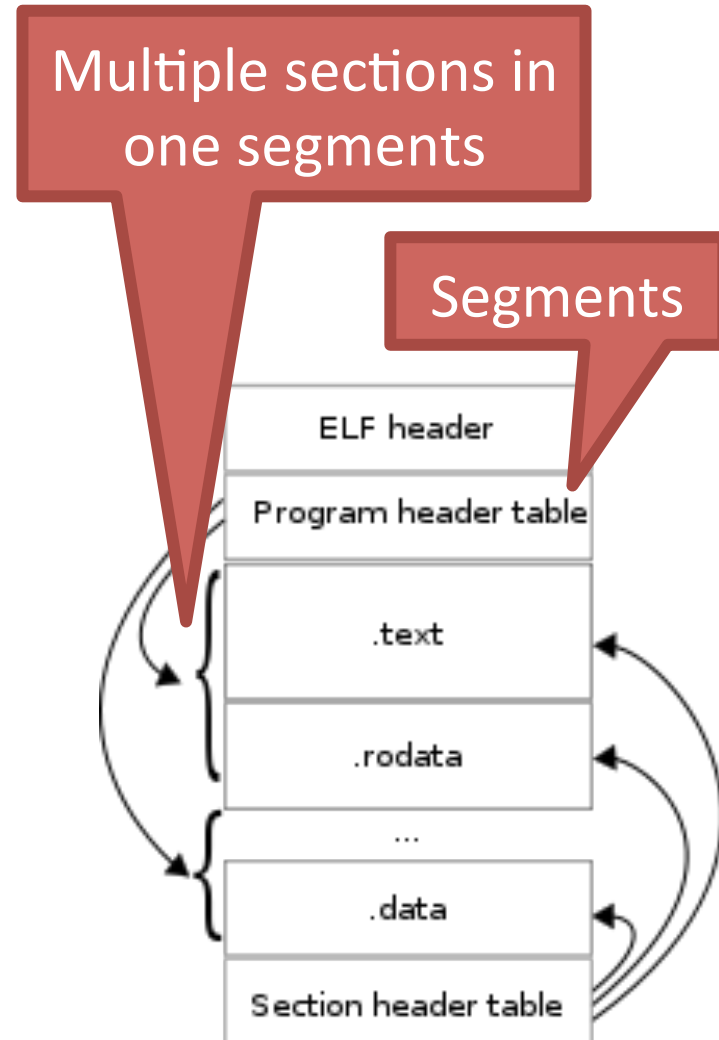 Multiple sections in
one segments
Segments
ELF header
Program header table
.text
.rodata
...
.data
Section header table